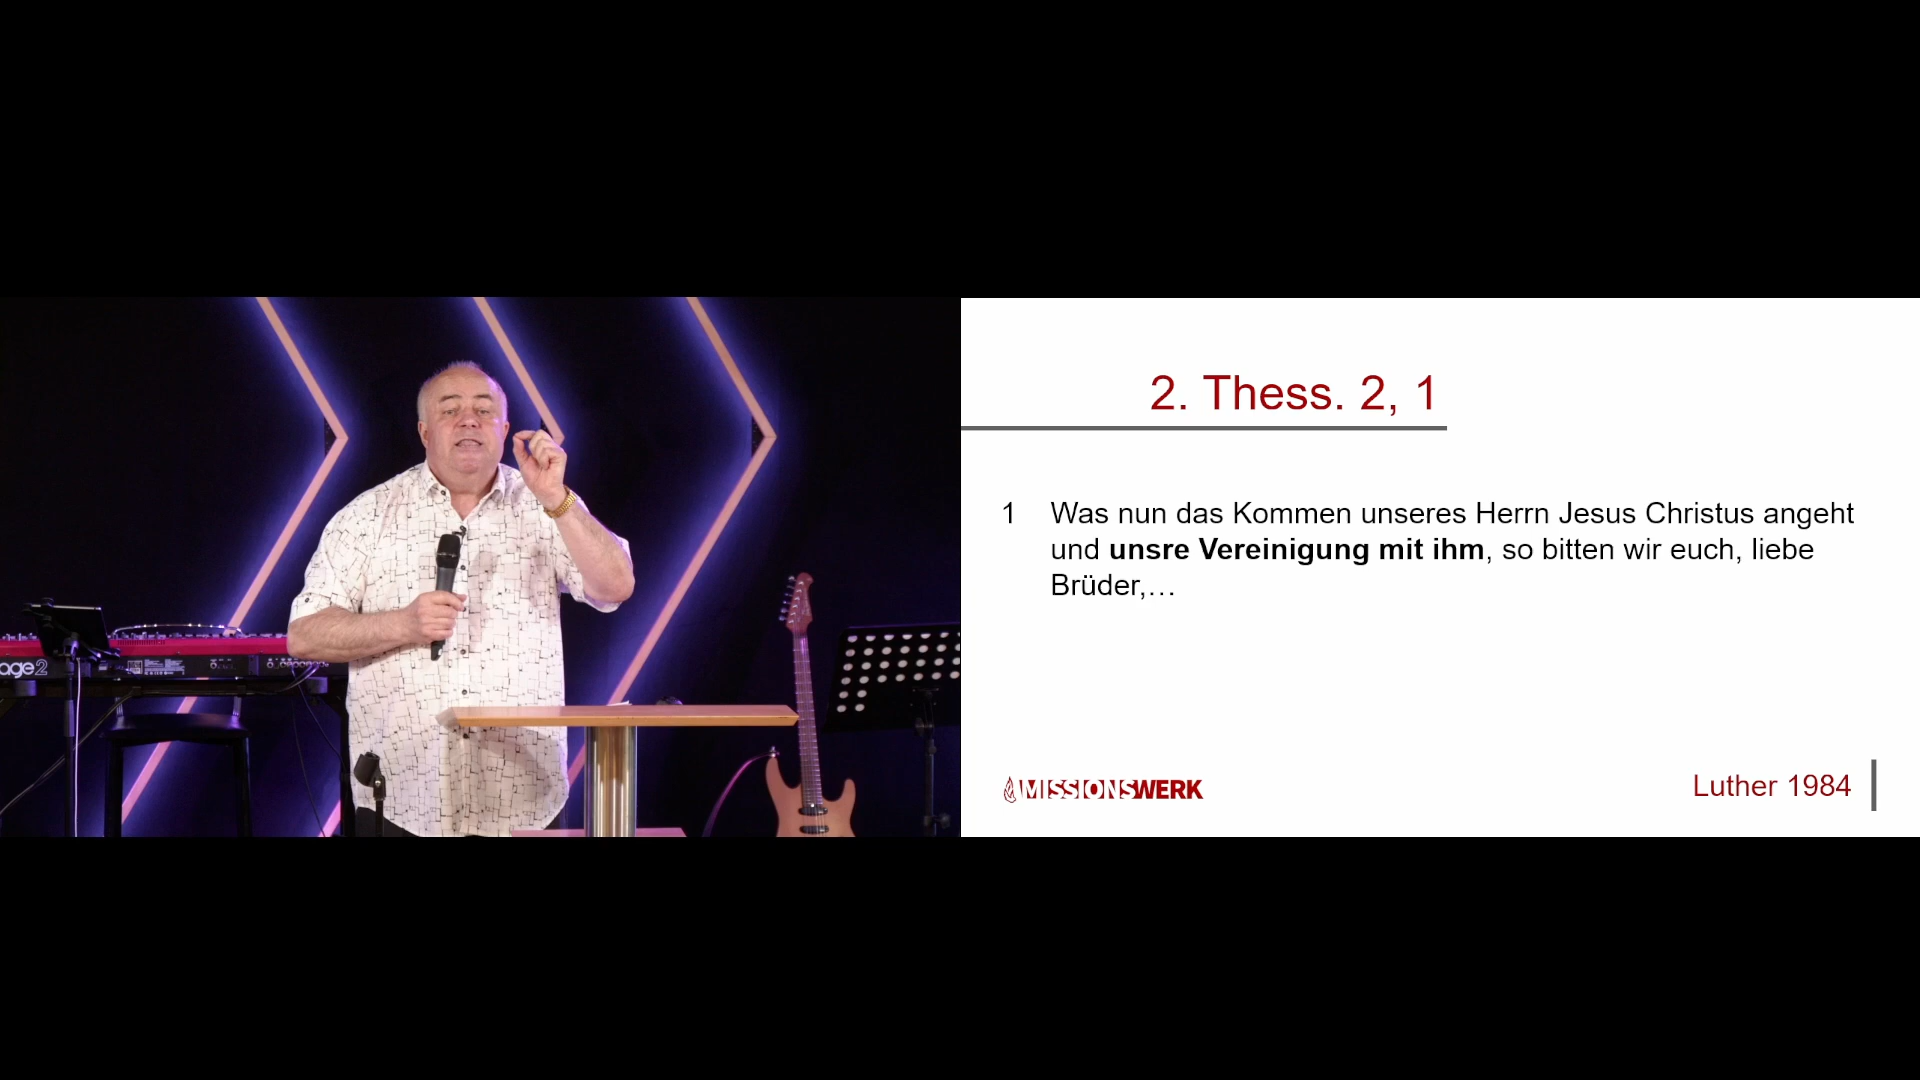 age2
2. Thess. 2, 1
1 Was nun das Kommen unseres Herrn Jesus Christus angeht
und unsre Vereinigung mit ihm, so bitten wir euch, liebe
Brüder,…
MISSIONSWERK
Luther 1984